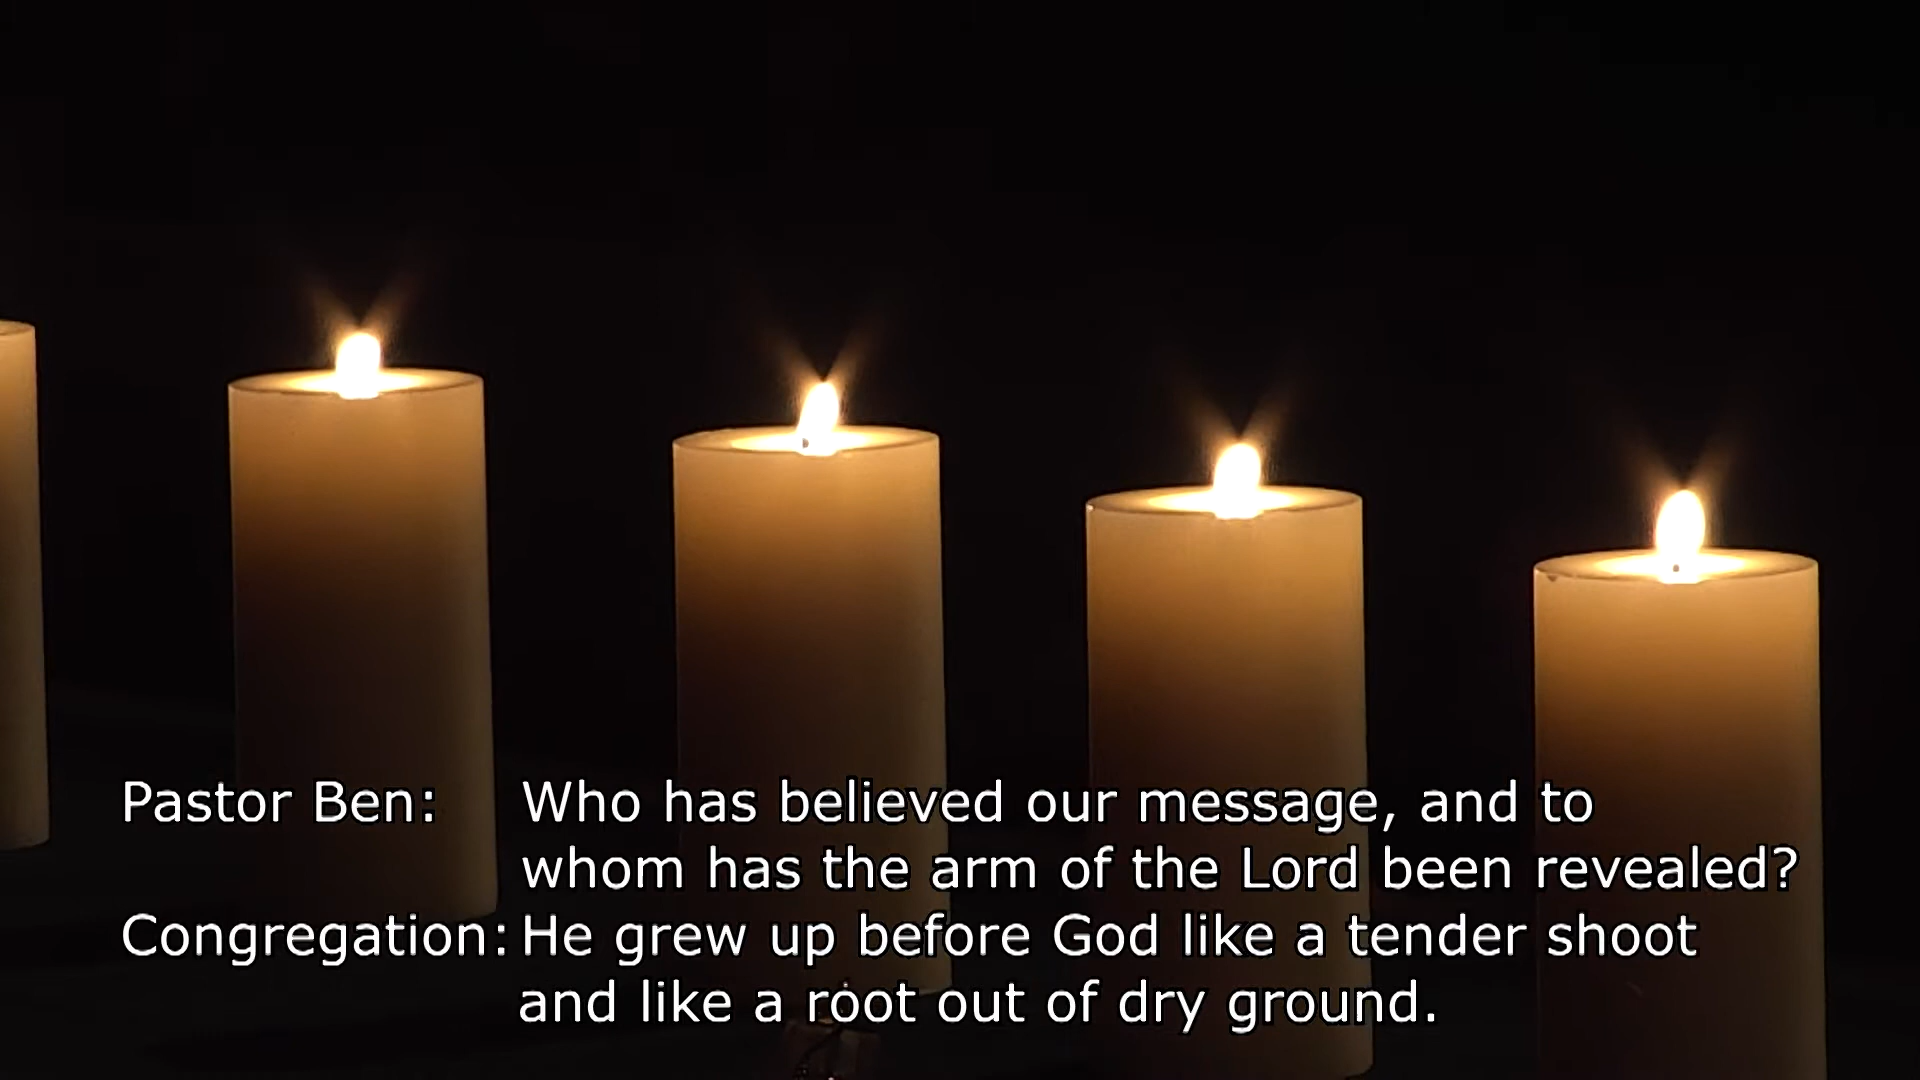 Pastor Ben: Who has believed our message, and to
whom has the arm of the Lord been revealed?
Congregation: He grew up before God like a tender shoot
and like a root out of dry ground.